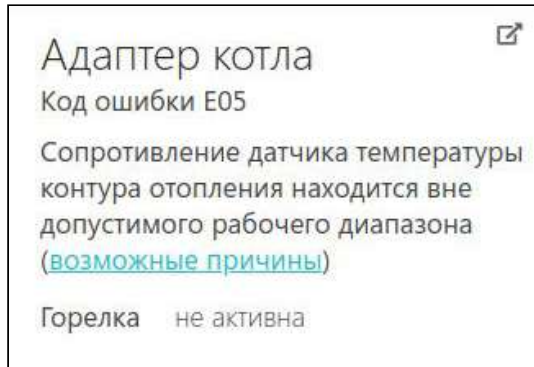 Адаптер котла
Код ошибки E05
Сопротивление датчика температуры
контура отопления находится вне
допустимого рабочего диапазона
(возможные причины)
Горелка не активна